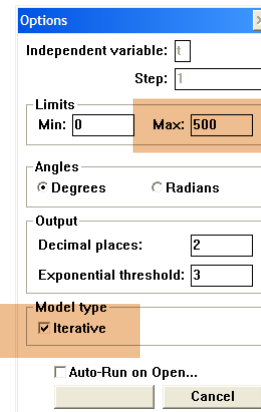 Options
Independent variable: t
Step: 1
Limits
Min: 0 Max: 500
Angles
Degrees Radians
Output
Decimal places: 2
Exponential threshold: 3
Model type
Iterative
Auto-Run on Open...
Cancel